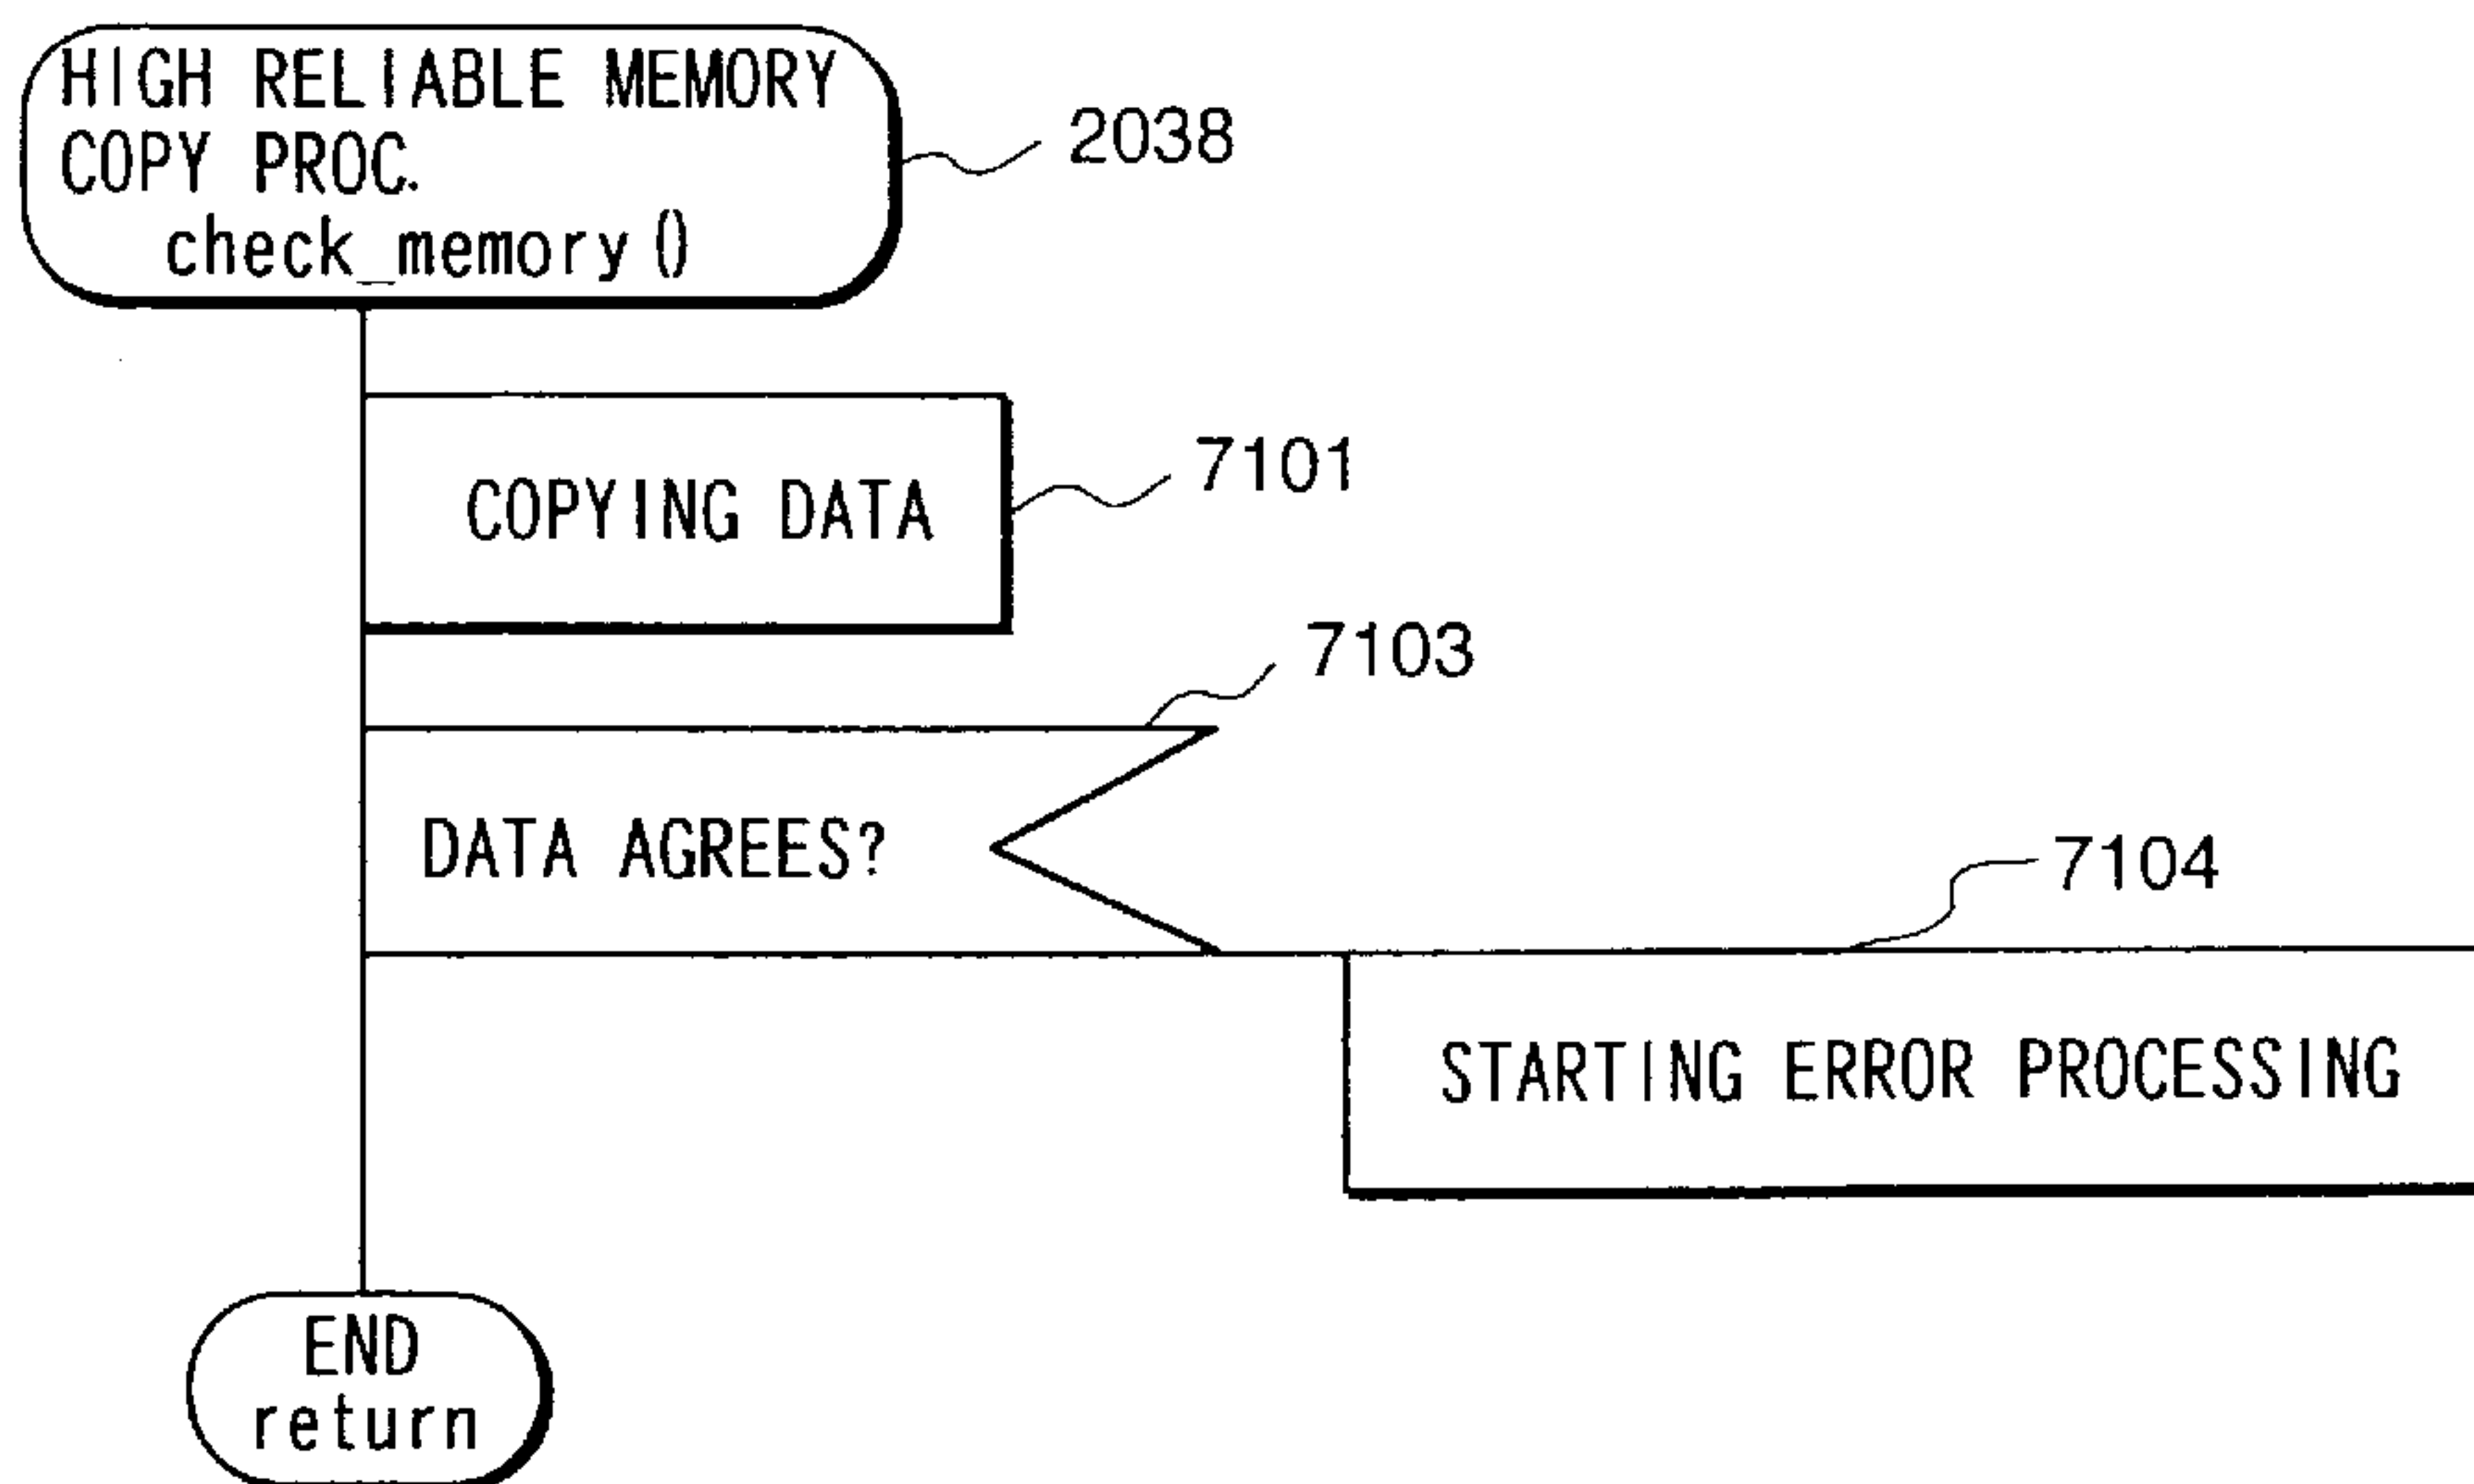 HIGH RELIABLE MEMORY
COPY PROC.
check_memory()
2038
COPYING DATA
7101
7103
DATA AGREES?
7104
STARTING ERROR PROCESSING
END
return